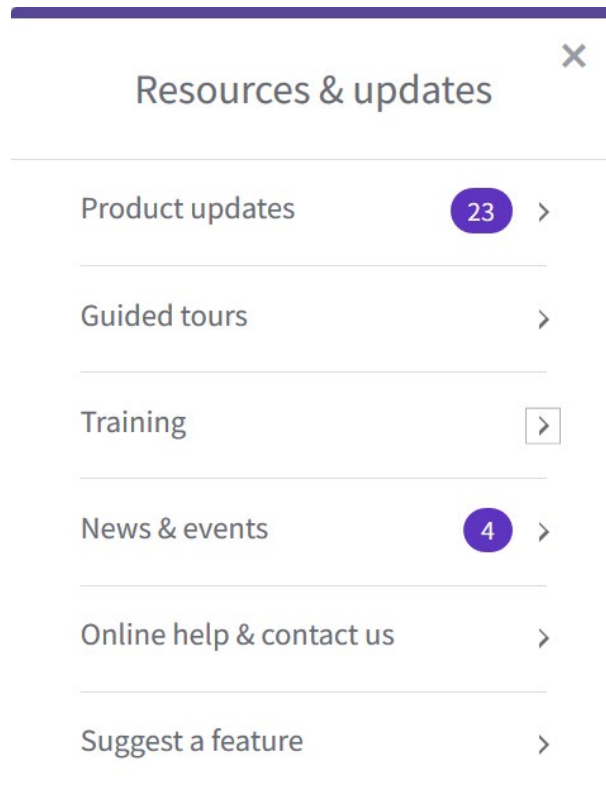 Resources & updates
Product updates 23
Guided tours
Training
News & events 4
Online help & contact us
Suggest a feature